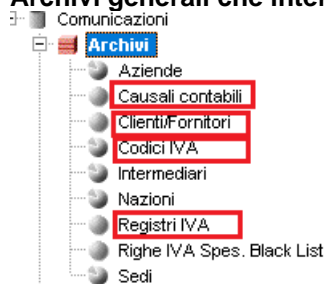 Archivi generali che inter
Comunicazioni
Archivi
Aziende
Causali contabili
Clienti/Fornitori
Codici IVA
Intermediari
Nazioni
Registri IVA
Righe IVA Spes. Black List
Sedi